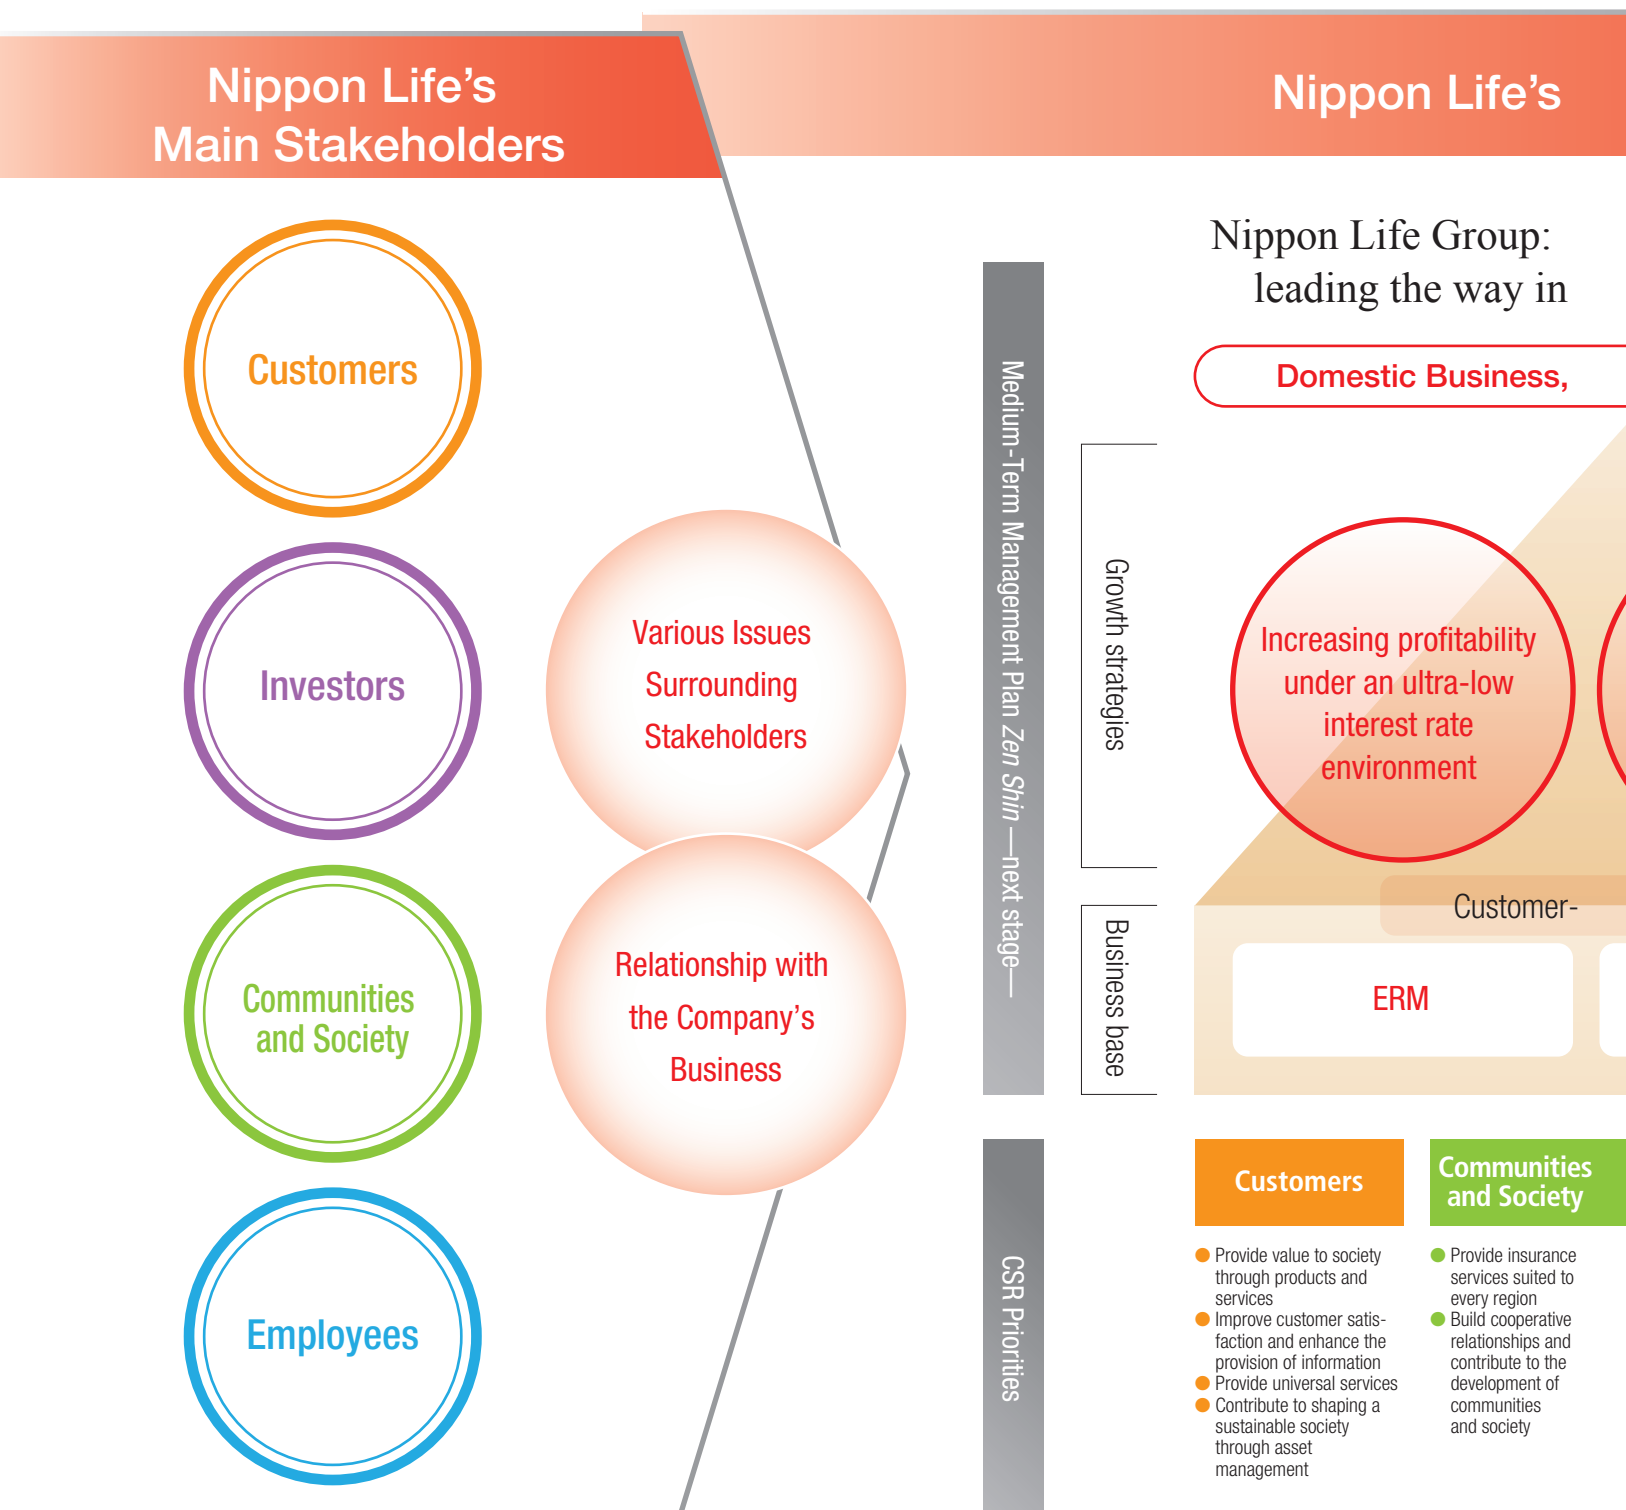 Nippon Life’s
Main Stakeholders
Customers
Investors
Communities
and Society
Employees
Various Issues
Surrounding
Stakeholders
Relationship with
the Company’s
Business
Nippon Life’s
Nippon Life Group:
leading the way in
Domestic Business,
Medium-Term Management Plan Zen Shin —next stage—
Growth strategies
Increasing profitability
under an ultra-low
interest rate
environment
Business base
Customer-
ERM
CSR Priorities
Customers
● Provide value to society
through products and
services
● Improve customer satis-
faction and enhance the
provision of information
● Provide universal services
● Contribute to shaping a
sustainable society
through asset
management
Communities
and Society
● Provide insurance
services suited to
every region
● Build cooperative
relationships and
contribute to the
development of
communities
and society